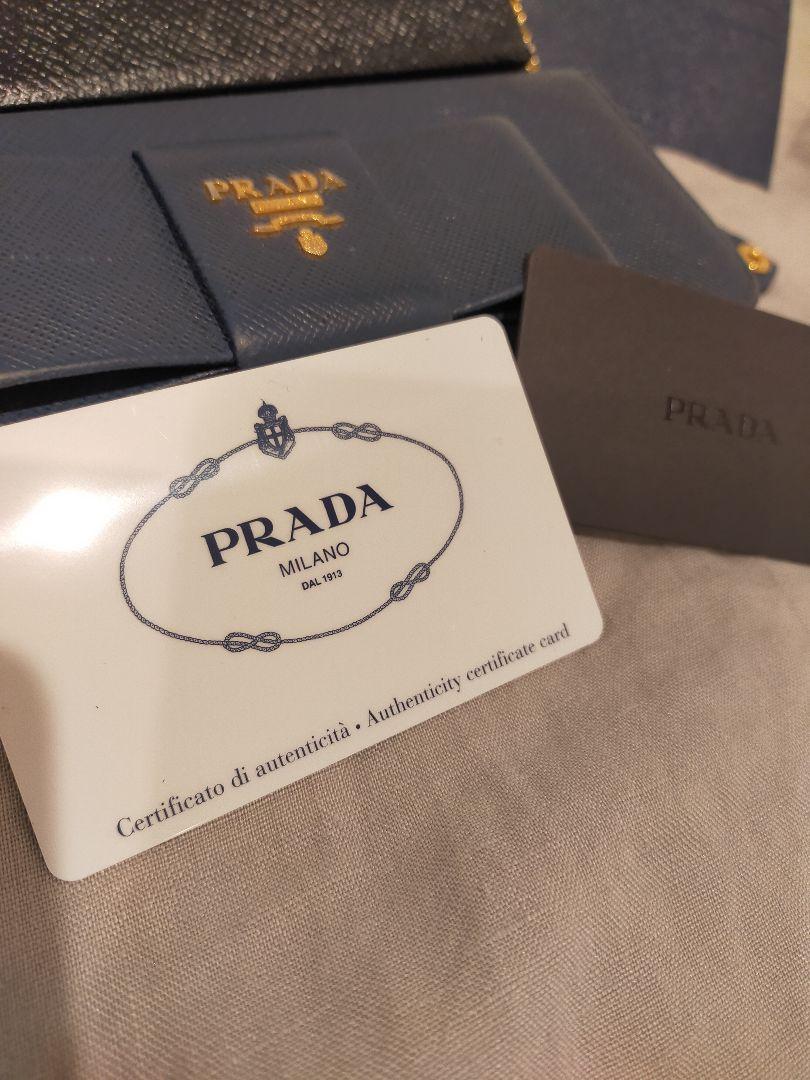 PRADA
PRADA
PRADA
MILANO
DAL 1913
Certificato di autenticità • Authenticity certificate card